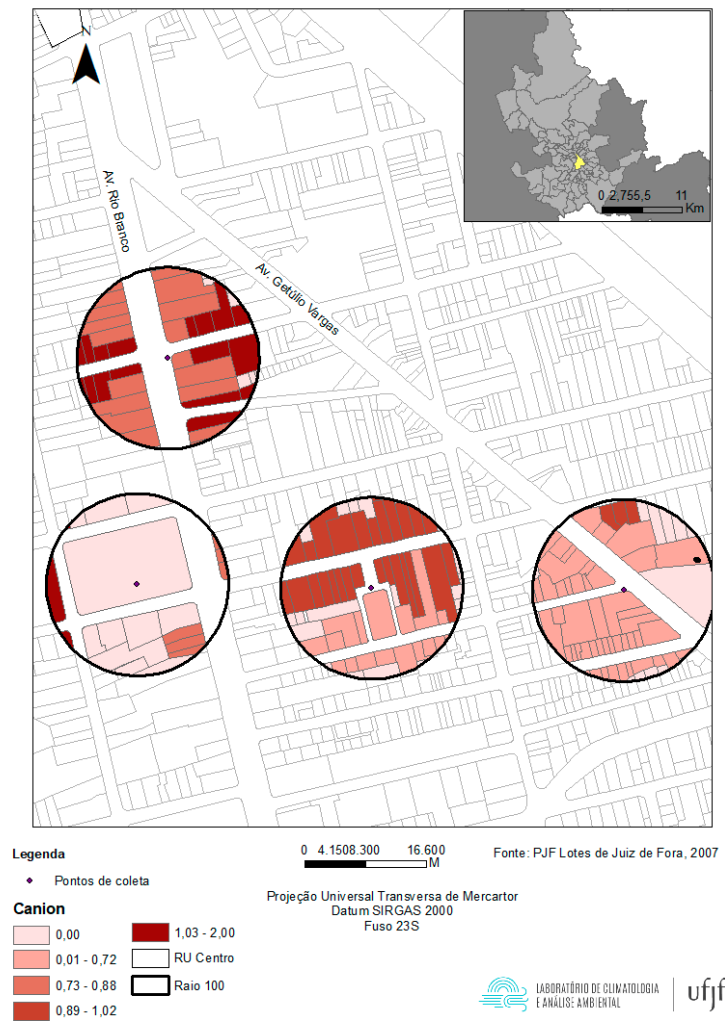 N
Av. Rio Branco
Av. Getúlio Vargas
0 2,755,5 11
Km
Legenda
Pontos de coleta
Canion
0,00
0,01 - 0,72
0,73 - 0,88
0,89 - 1,02
1,03 - 2,00
RU Centro
Raio 100
0 4.1508.300 16.600
M
Projeção Universal Transversa de Mercartor
Datum SIRGAS 2000
Fuso 23S
Fonte: PJF Lotes de Juiz de Fora, 2007
LABORATÓRIO DE CLIMATOLOGIA
E ANÁLISE AMBIENTAL
ufjf